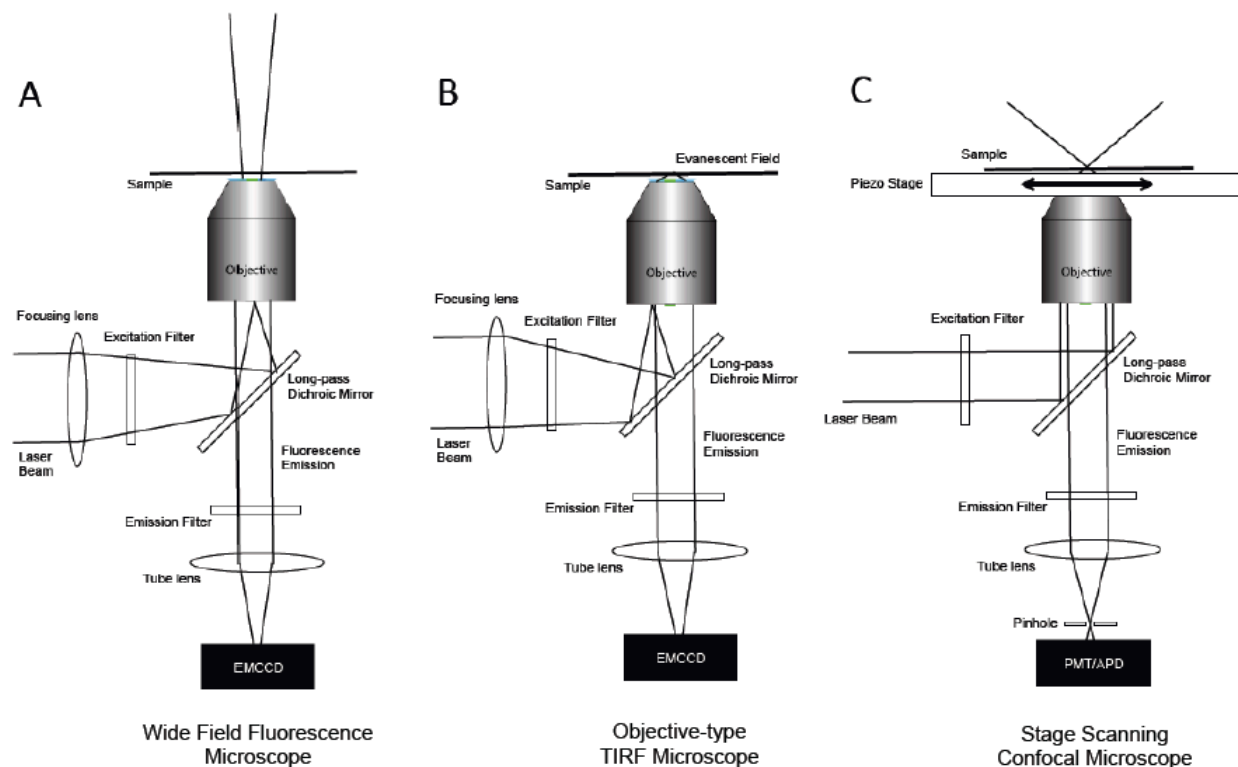 A
Sample
Olbjective
Focusing lens
Excitation Filter
Long-pass
Dichroic Mirror
Laser
Beam
Fluorescence
Emission
Emission Filter
Tube lens
EMCCD
Wide Field Fluorescence
Microscope
B
Evanescent Field
Sample
Objective
Focusing lens
Excitation Filter
Long-pass
Dichroic Mirror
Laser
Beam
Fluorescence
Emission
Emission Filter
Tube lens
EMCCD
Objective-type
TIRF Microscope
C
Sample
Piezo Stage
Objective
Excitation Filter
Long-pass
Dichroic Mirror
Laser Beam
Fluorescence
Emission
Emission Filter
Tube lens
Pinhole
PMT/APD
Stage Scanning
Confocal Microscope